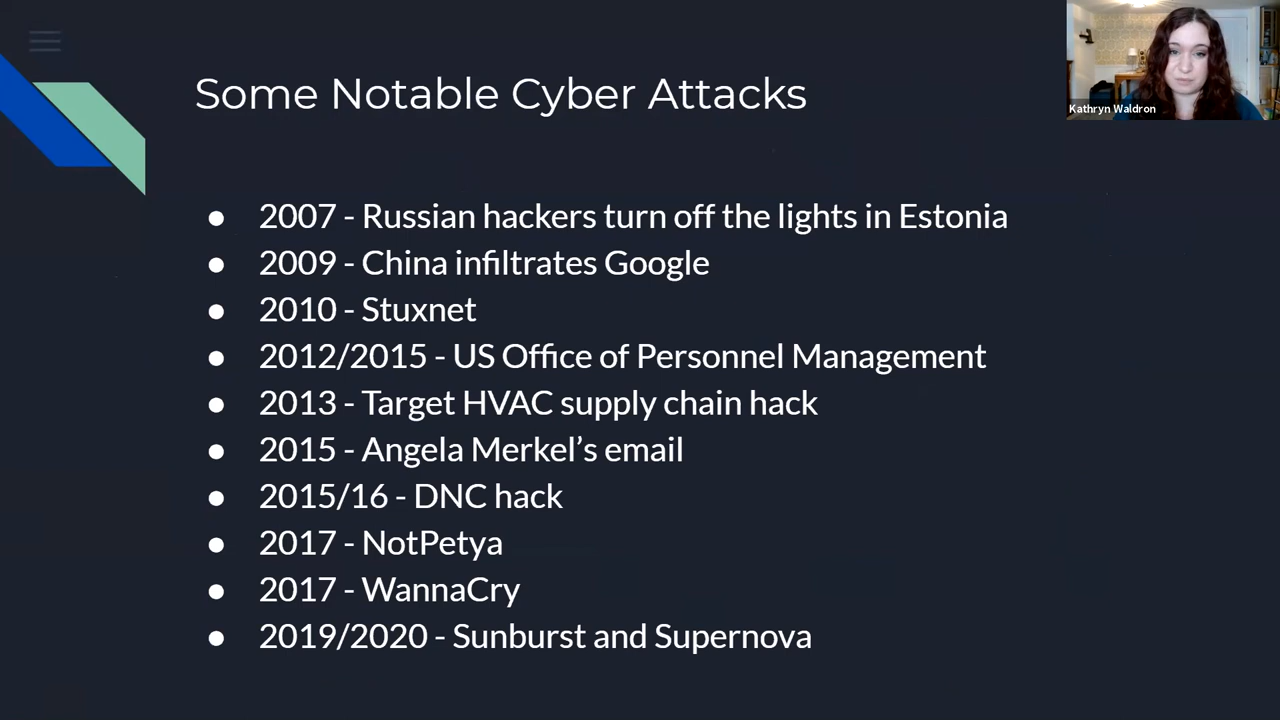 Some Notable Cyber Attacks
Kathryn Waldron
● 2007 - Russian hackers turn off the lights in Estonia
● 2009 - China infiltrates Google
● 2010 - Stuxnet
● 2012/2015 - US Office of Personnel Management
● 2013 - Target HVAC supply chain hack
● 2015 - Angela Merkel’s email
● 2015/16 - DNC hack
● 2017 - NotPetya
● 2017 - WannaCry
● 2019/2020 - Sunburst and Supernova